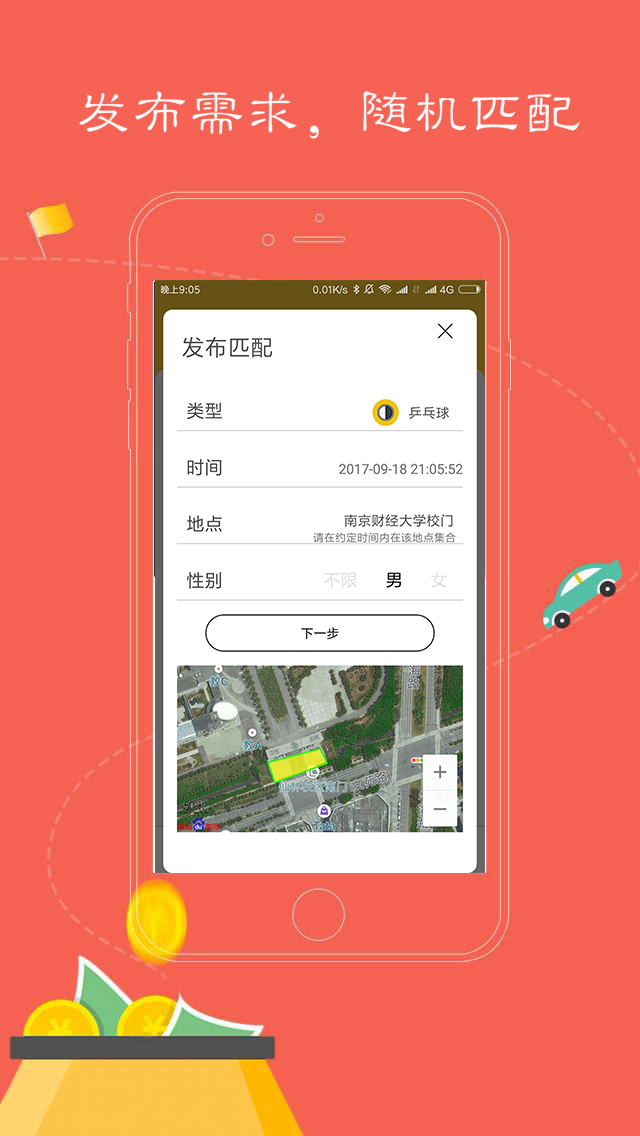 发布需求，随机匹配
晚上9:05 0.01K/s 4G
发布匹配
类型 乒乓球
时间 2017-09-18 21:05:52
地点 南京财经大学校门
请在约定时间内在该地点集合
性别 不限 男 女
下一步
教C
教A
Tata
du